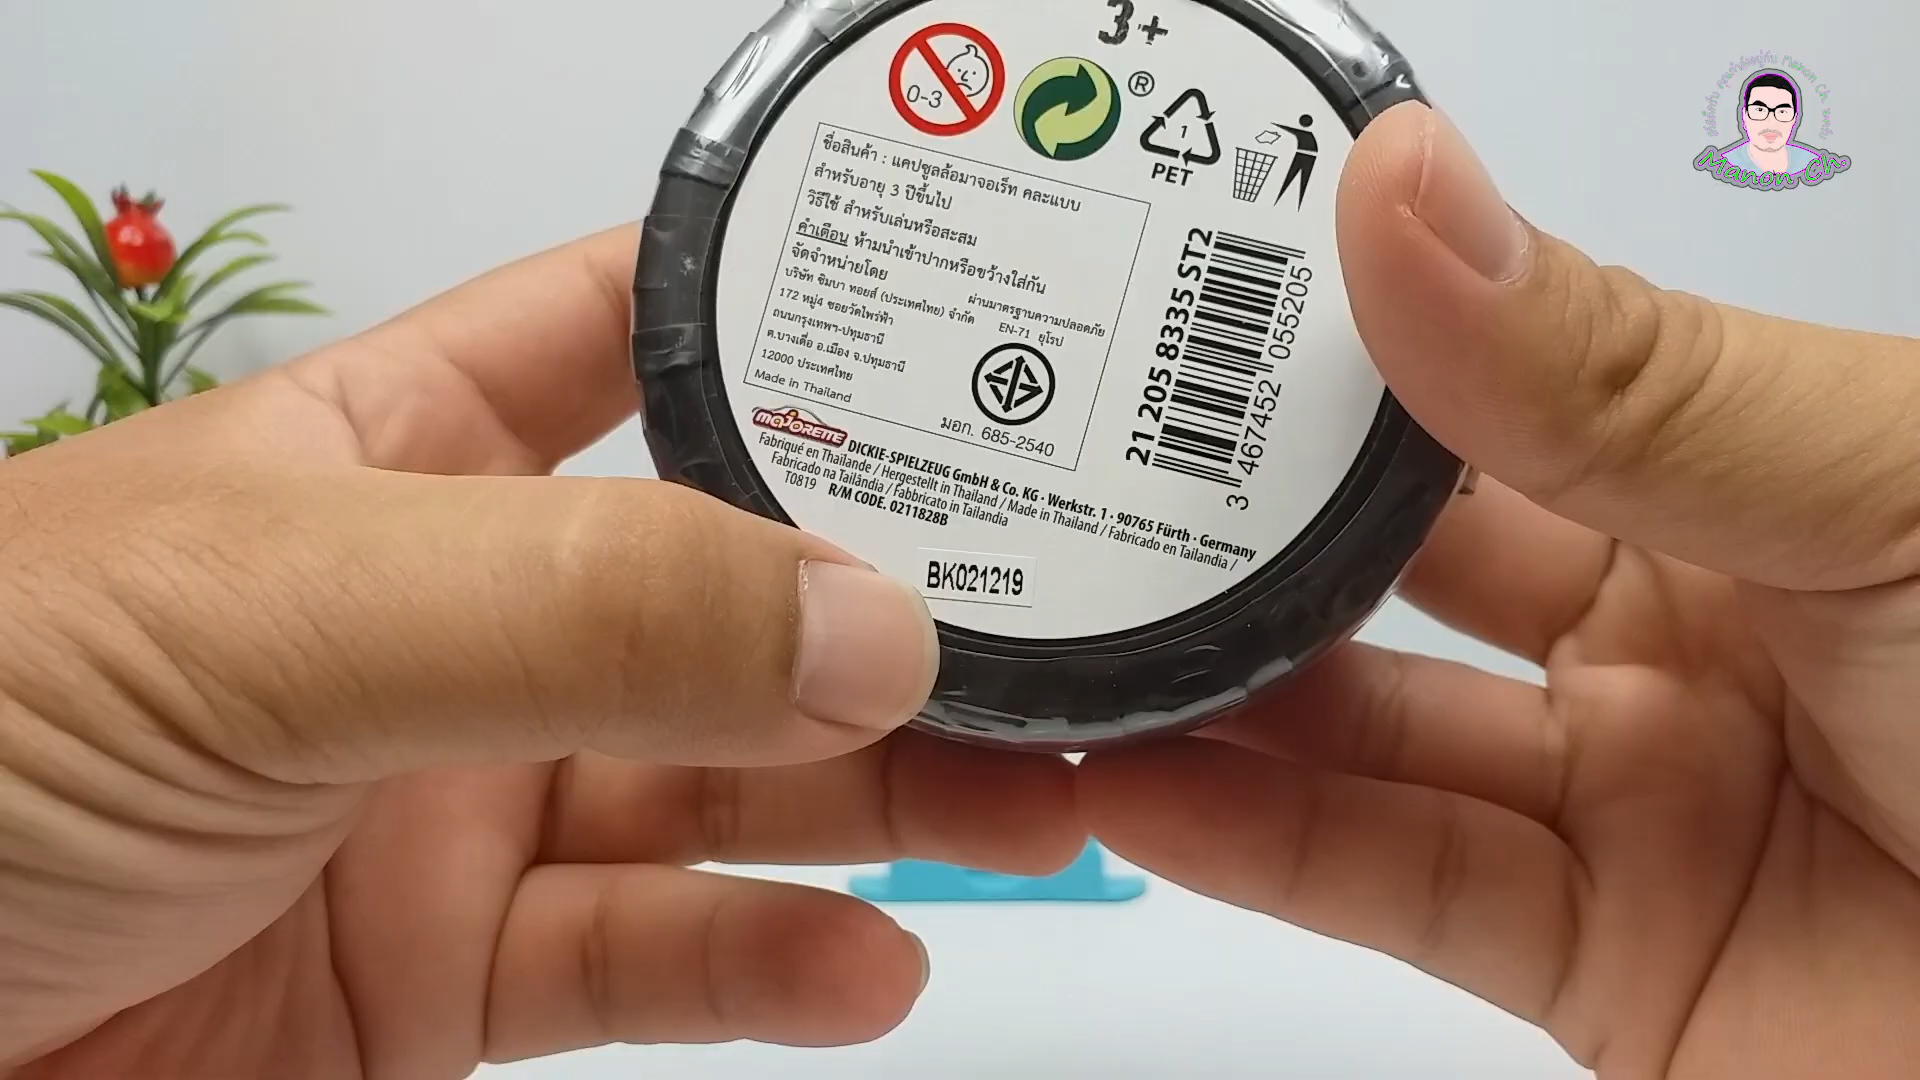 3+
0-3
®
1
PET
ชื่อสินค้า : แคปซูลล้อมาจอเร็ท คละแบบ
สำหรับอายุ 3 ปีขึ้นไป
วิธีใช้ สำหรับเล่นหรือสะสม
คำเตือน ห้ามนำเข้าปากหรือขว้างใส่กัน
จัดจำหน่ายโดย
บริษัท ซิมบา ทอยส์ (ประเทศไทย) จำกัด
172 หมู่4 ซอยวัดไพร่ฟ้า
ถนนกรุงเทพฯ-ปทุมธานี
ต.บางเดื่อ อ.เมือง จ.ปทุมธานี
12000 ประเทศไทย
Made in Thailand
ผ่านมาตรฐานความปลอดภัย
EN-71 ยุโรป
มอก. 685-2540
21 205 8335 ST2
3 467452 055205
MAJORETTE
DICKIE-SPIELZEUG GmbH & Co. KG · Werkstr. 1 · 90765 Fürth · Germany
Fabriqué en Thaïlande / Hergestellt in Thailand / Made in Thailand / Fabricado en Tailandia /
Fabricado na Tailândia / Fabbricato in Tailandia
T0819 R/M CODE. 0211828B
BK021219
Manon Ch.